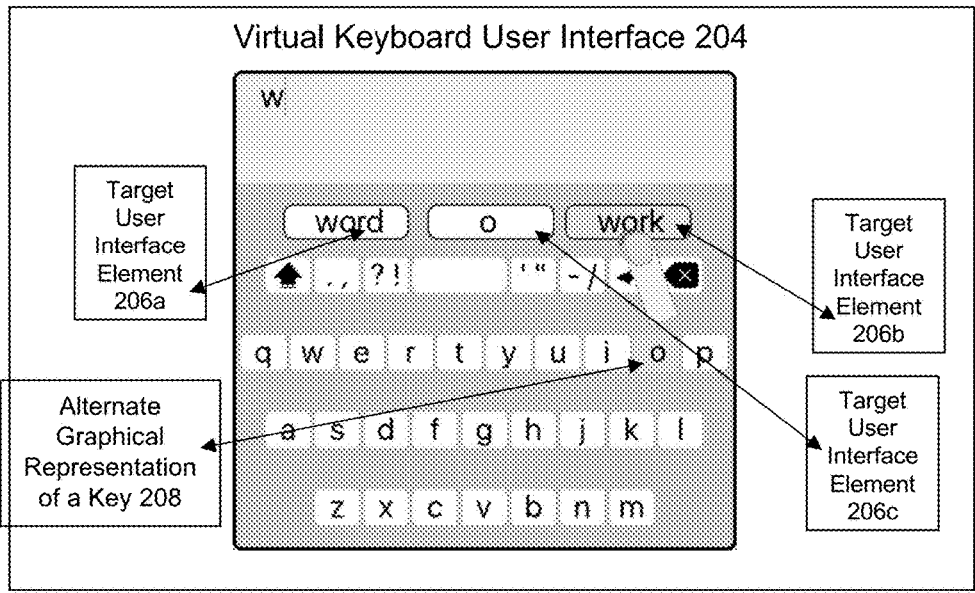 Virtual Keyboard User Interface 204
w
Target
User
Interface
Element
206a
word o work
Target
User
Interface
Element
206b
. , ? ! ' " ~ /
q w e r t y u i o p
Alternate
Graphical
Representation
of a Key 208
Target
User
Interface
Element
206c
a s d f g h j k l
z x c v b n m